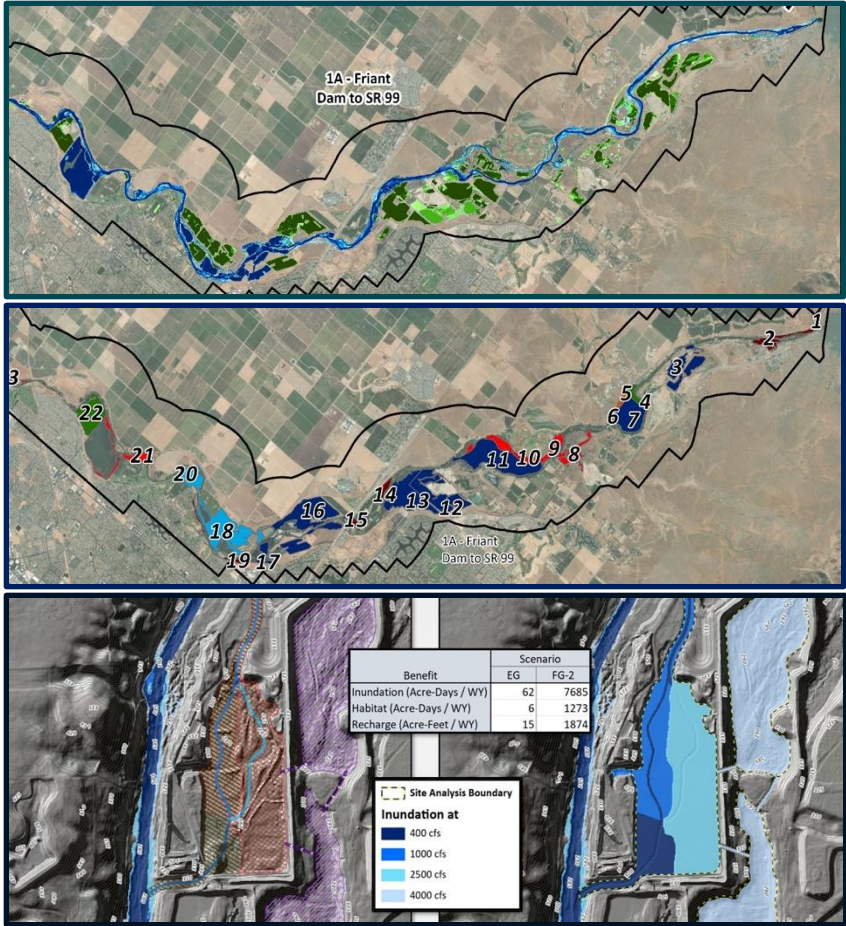 1A - Friant
Dam to SR 99
1
2
3
3
4
5
6
7
8
9
10
11
12
13
14
15
16
17
18
19
20
21
22
1A - Friant
Dam to SR 99
Scenario
Benefit EG FG-2
Inundation (Acre-Days / WY) 62 7685
Habitat (Acre-Days / WY) 6 1273
Recharge (Acre-Feet / WY) 15 1874
Site Analysis Boundary
Inundation at
400 cfs
1000 cfs
2500 cfs
4000 cfs